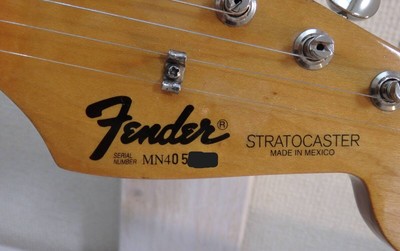 Fender®
STRATOCASTER
MADE IN MEXICO
SERIAL
NUMBER MN405